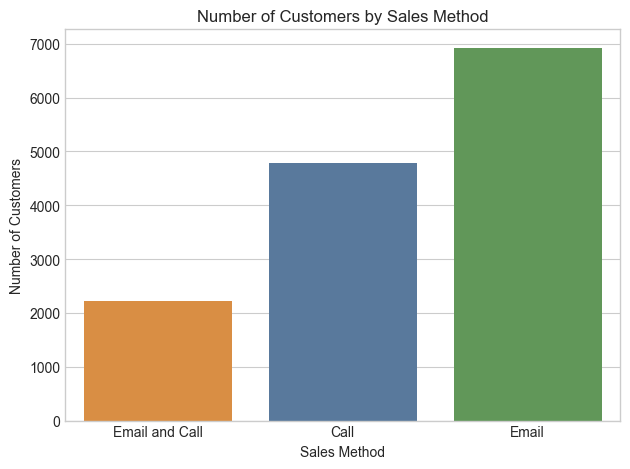 Number of Customers by Sales Method
Number of Customers
7000
6000
5000
4000
3000
2000
1000
0
Email and Call
Call
Email
Sales Method